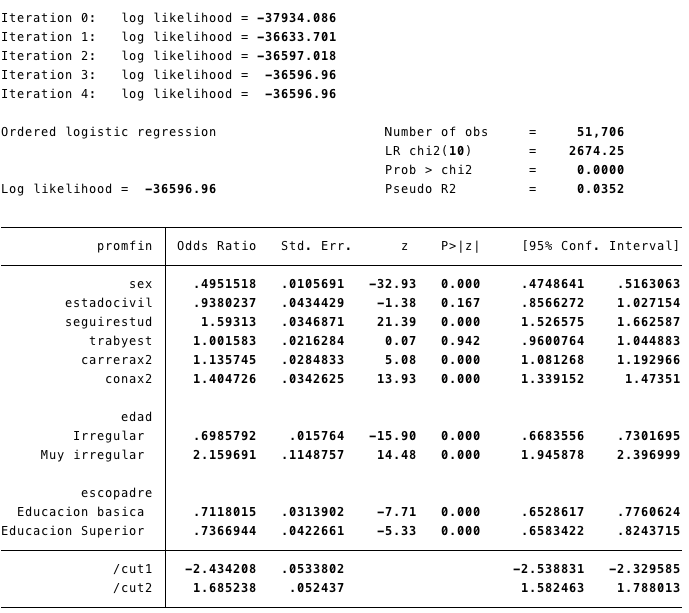 Iteration 0:   log likelihood = -37934.086
Iteration 1:   log likelihood = -36633.701
Iteration 2:   log likelihood = -36597.018
Iteration 3:   log likelihood =  -36596.96
Iteration 4:   log likelihood =  -36596.96
Ordered logistic regression                     Number of obs     =     51,706
LR chi2(10)       =    2674.25
Prob > chi2       =     0.0000
Log likelihood =  -36596.96                     Pseudo R2         =     0.0352
promfin   Odds Ratio   Std. Err.      z    P>|z|     [95% Conf. Interval]
sex   .4951518   .0105691   -32.93   0.000     .4748641    .5163063
estadocivil   .9380237   .0434429    -1.38   0.167     .8566272    1.027154
seguirestud   1.59313   .0346871    21.39   0.000     1.526575    1.662587
trabyest   1.001583   .0216284     0.07   0.942     .9600764    1.044883
carrerax2   1.135745   .0284833     5.08   0.000     1.081268    1.192966
conax2   1.404726   .0342625    13.93   0.000     1.339152     1.47351
edad
Irregular   .6985792    .015764   -15.90   0.000     .6683556    .7301695
Muy irregular   2.159691   .1148757    14.48   0.000     1.945878    2.396999
escopadre
Educacion basica   .7118015   .0313902    -7.71   0.000     .6528617    .7760624
Educacion Superior   .7366944   .0422661    -5.33   0.000     .6583422    .8243715
/cut1   -2.434208   .0533802     -2.538831   -2.329585
/cut2   1.685238    .052437     1.582463    1.788013